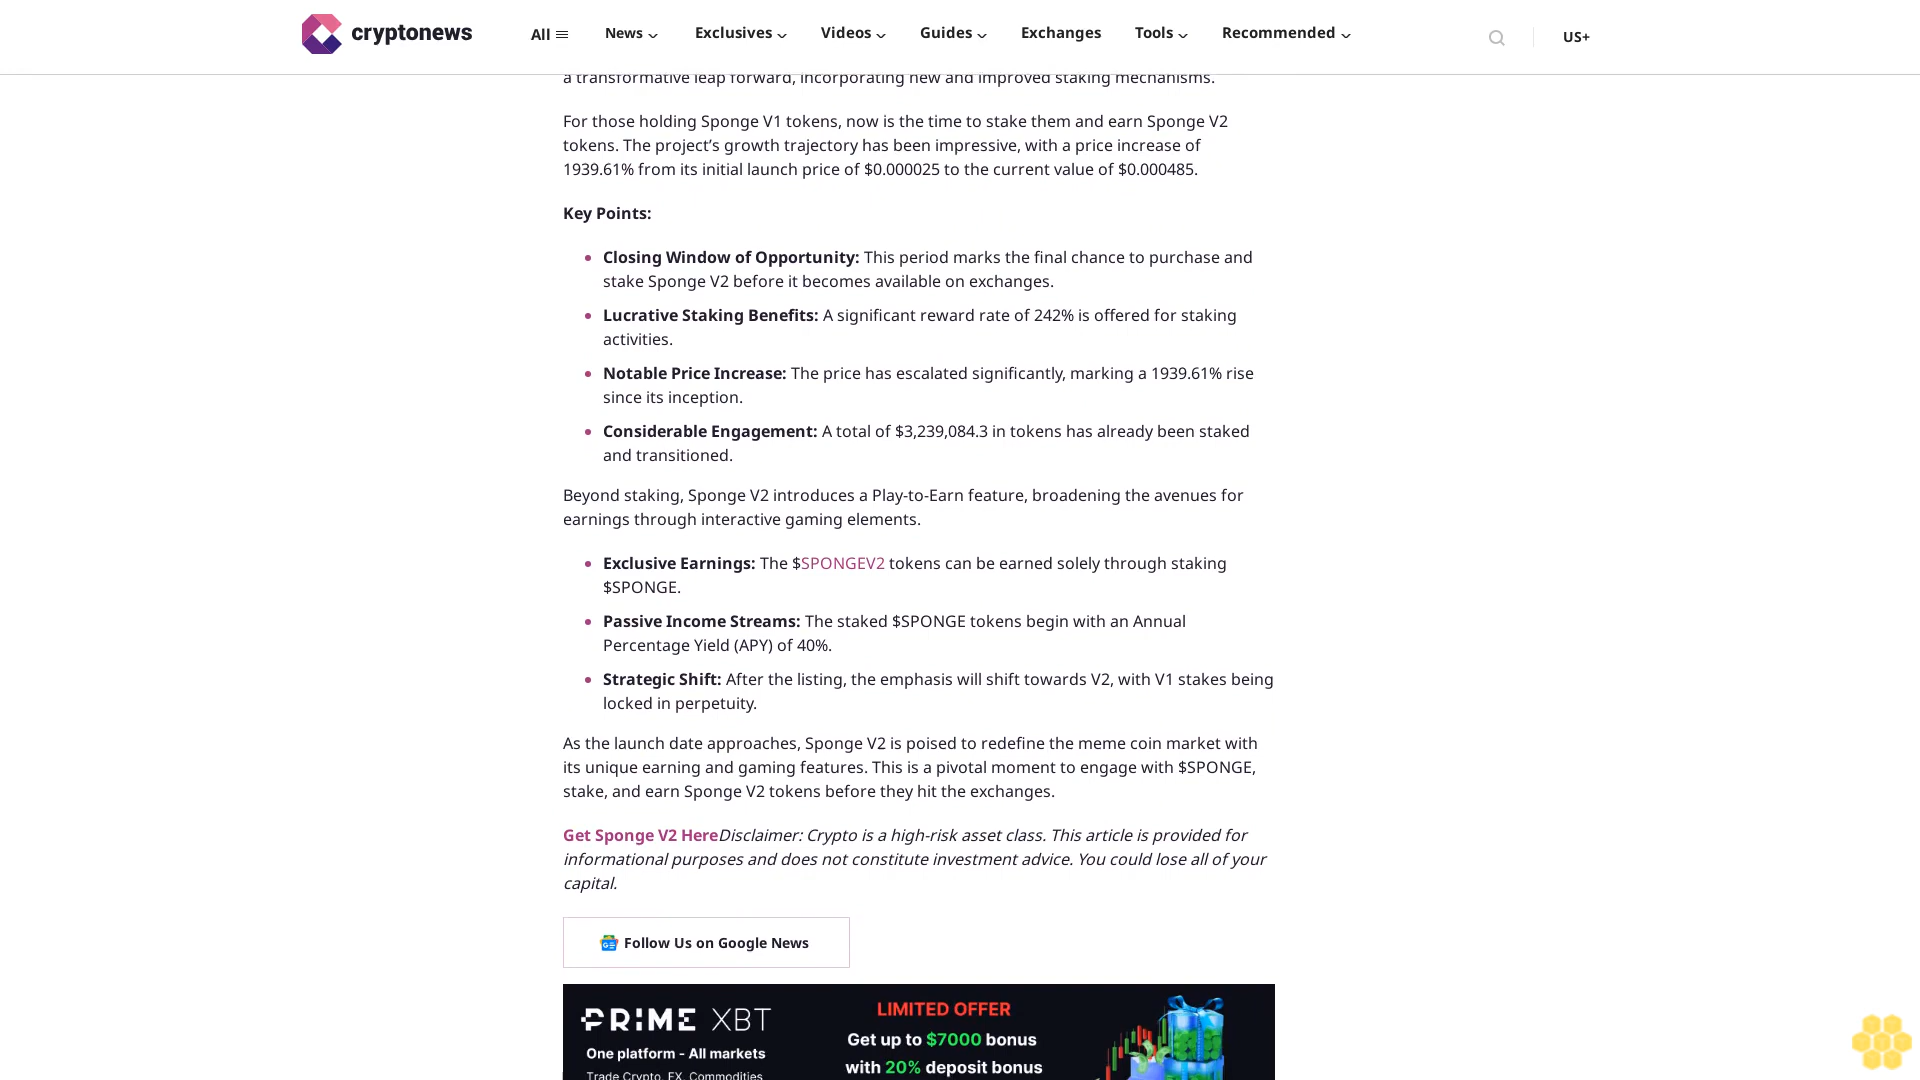 cryptonews
All
News
Exclusives
Videos
Guides
Exchanges
Tools
Recommended
US+
a transformative leap forward, incorporating new and improved staking mechanisms.
For those holding Sponge V1 tokens, now is the time to stake them and earn Sponge V2
tokens. The project’s growth trajectory has been impressive, with a price increase of
1939.61% from its initial launch price of $0.000025 to the current value of $0.000485.
Key Points:
Closing Window of Opportunity: This period marks the final chance to purchase and
stake Sponge V2 before it becomes available on exchanges.
Lucrative Staking Benefits: A significant reward rate of 242% is offered for staking
activities.
Notable Price Increase: The price has escalated significantly, marking a 1939.61% rise
since its inception.
Considerable Engagement: A total of $3,239,084.3 in tokens has already been staked
and transitioned.
Beyond staking, Sponge V2 introduces a Play-to-Earn feature, broadening the avenues for
earnings through interactive gaming elements.
Exclusive Earnings: The $SPONGEV2 tokens can be earned solely through staking
$SPONGE.
Passive Income Streams: The staked $SPONGE tokens begin with an Annual
Percentage Yield (APY) of 40%.
Strategic Shift: After the listing, the emphasis will shift towards V2, with V1 stakes being
locked in perpetuity.
As the launch date approaches, Sponge V2 is poised to redefine the meme coin market with
its unique earning and gaming features. This is a pivotal moment to engage with $SPONGE,
stake, and earn Sponge V2 tokens before they hit the exchanges.
Get Sponge V2 HereDisclaimer: Crypto is a high-risk asset class. This article is provided for
informational purposes and does not constitute investment advice. You could lose all of your
capital.
Follow Us on Google News
PRIME XBT
One platform - All markets
Trade Crypto, FX, Commodities
LIMITED OFFER
Get up to $7000 bonus
with 20% deposit bonus